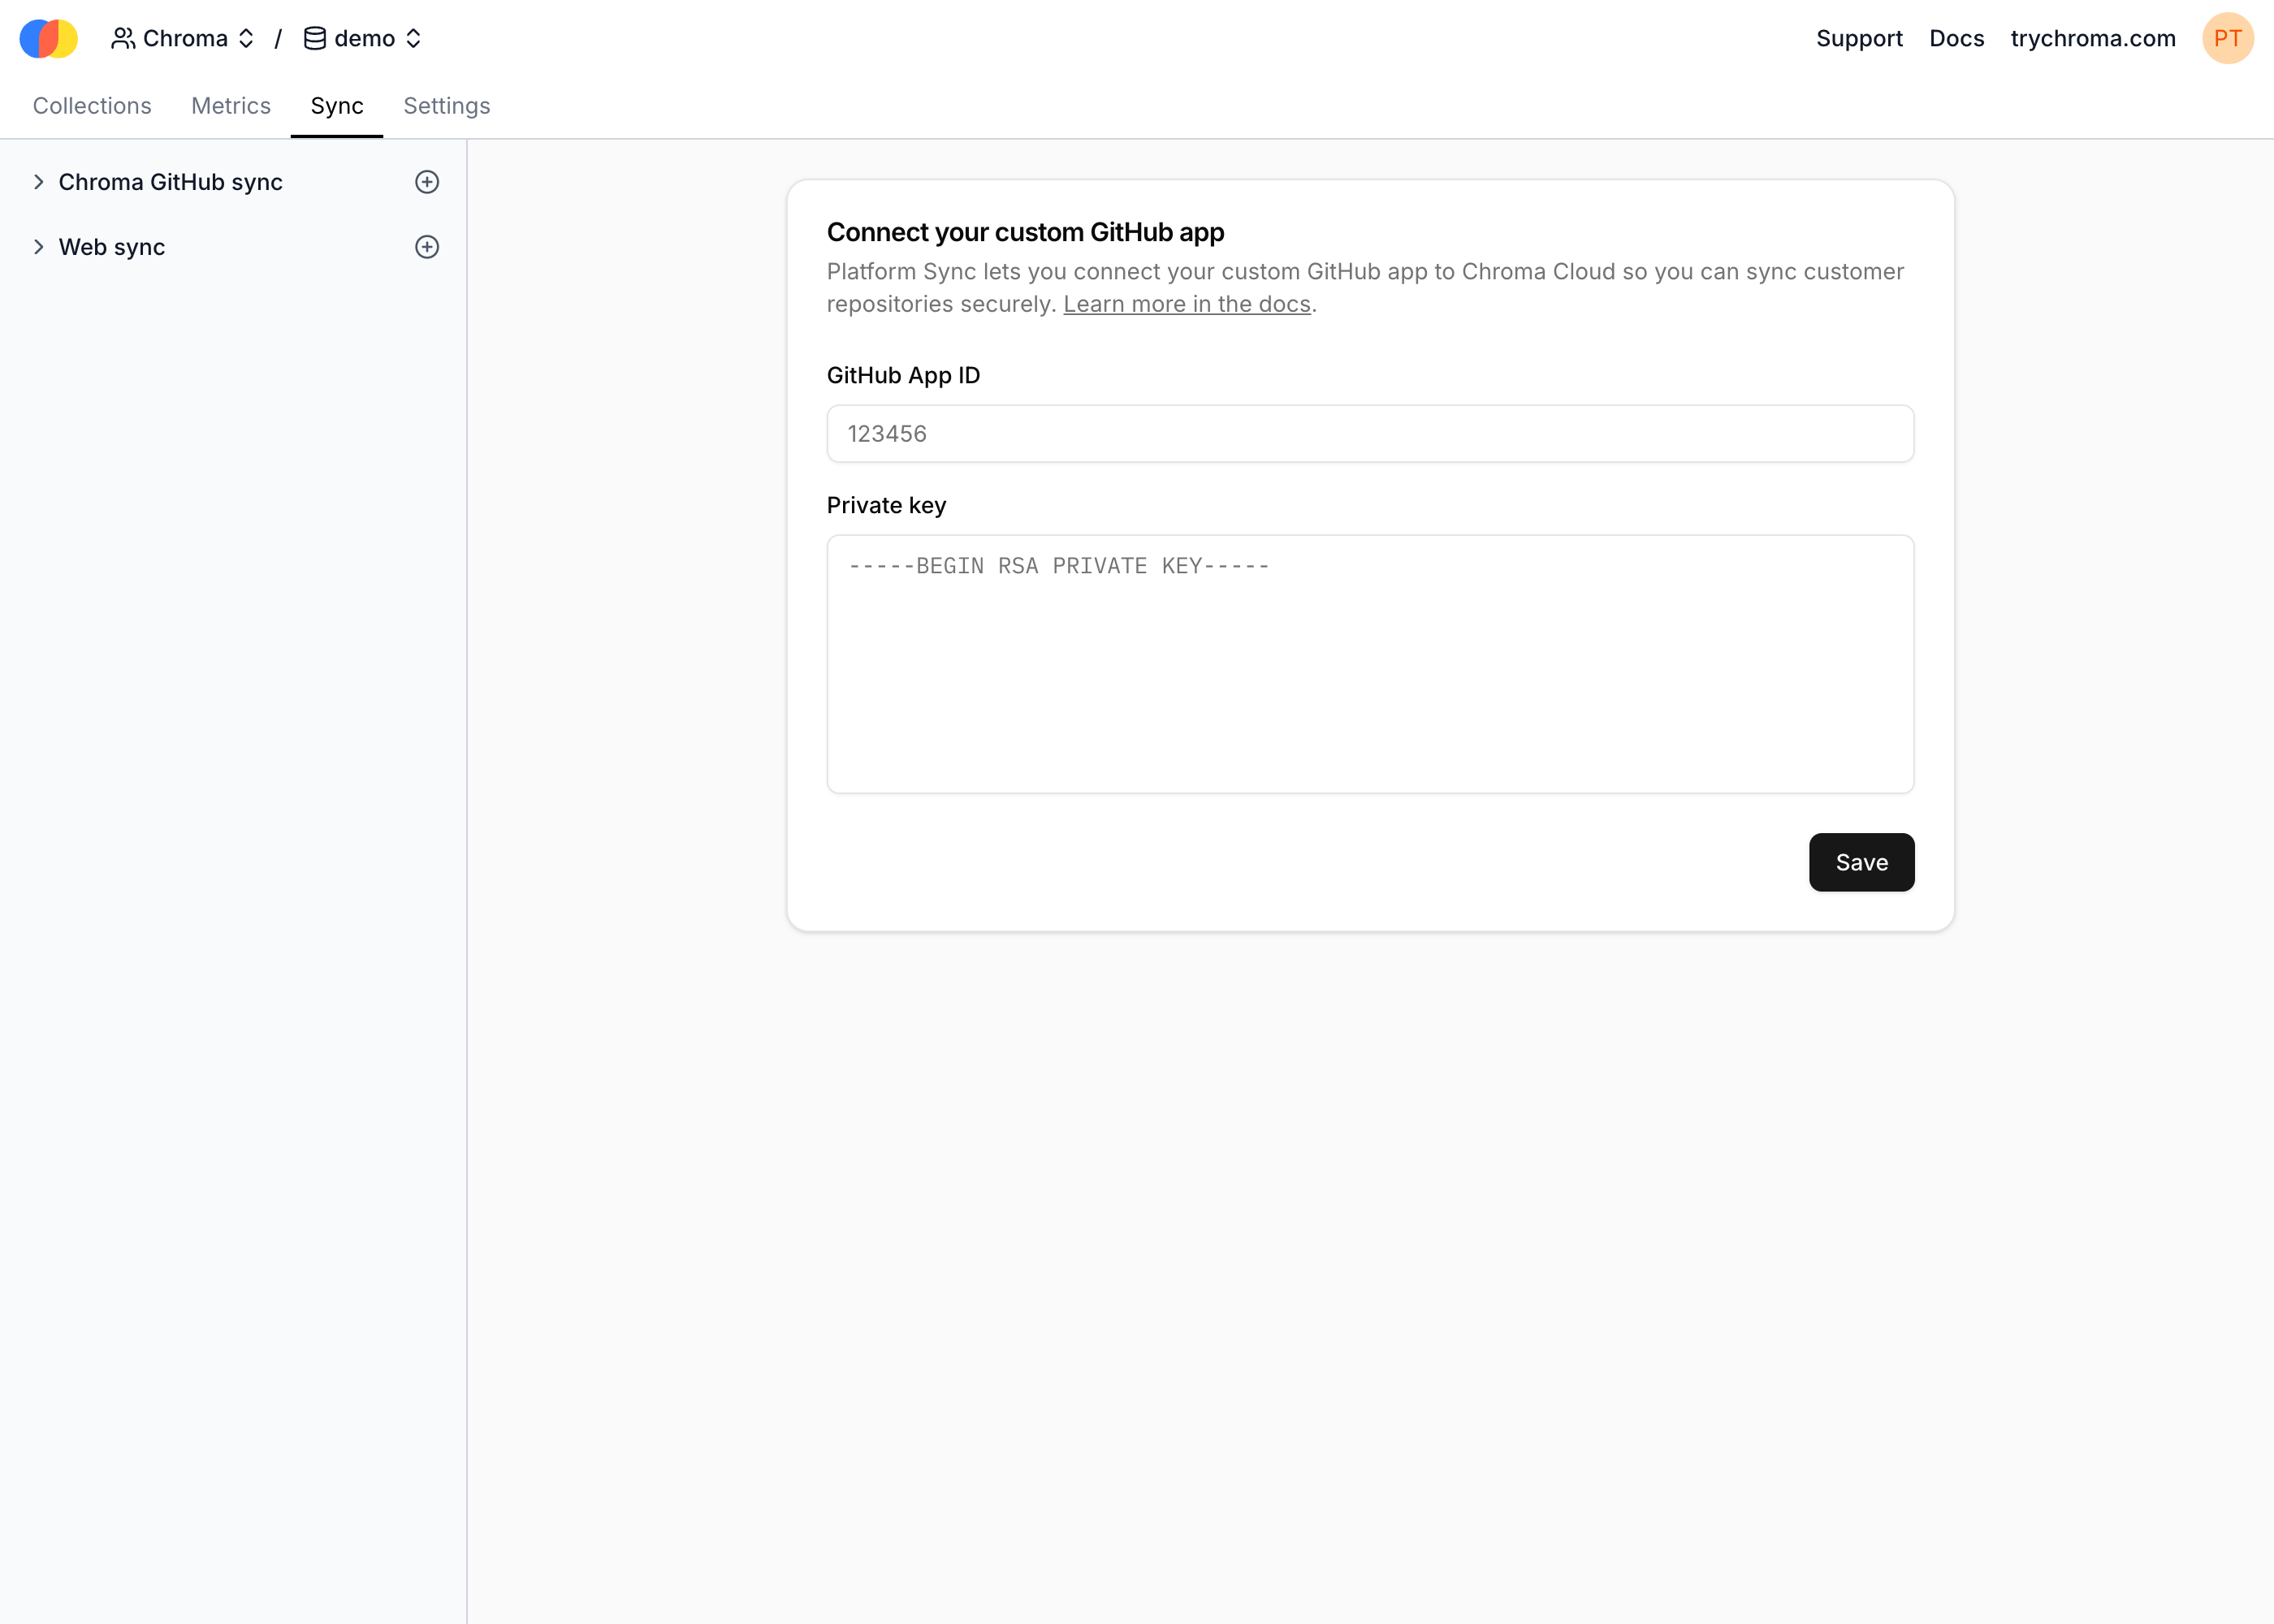 Chroma / demo
Support Docs trychroma.com PT
Collections Metrics Sync Settings
Chroma GitHub sync
Web sync
Connect your custom GitHub app
Platform Sync lets you connect your custom GitHub app to Chroma Cloud so you can sync customer
repositories securely. Learn more in the docs.
GitHub App ID
123456
Private key
-----BEGIN RSA PRIVATE KEY-----
Save